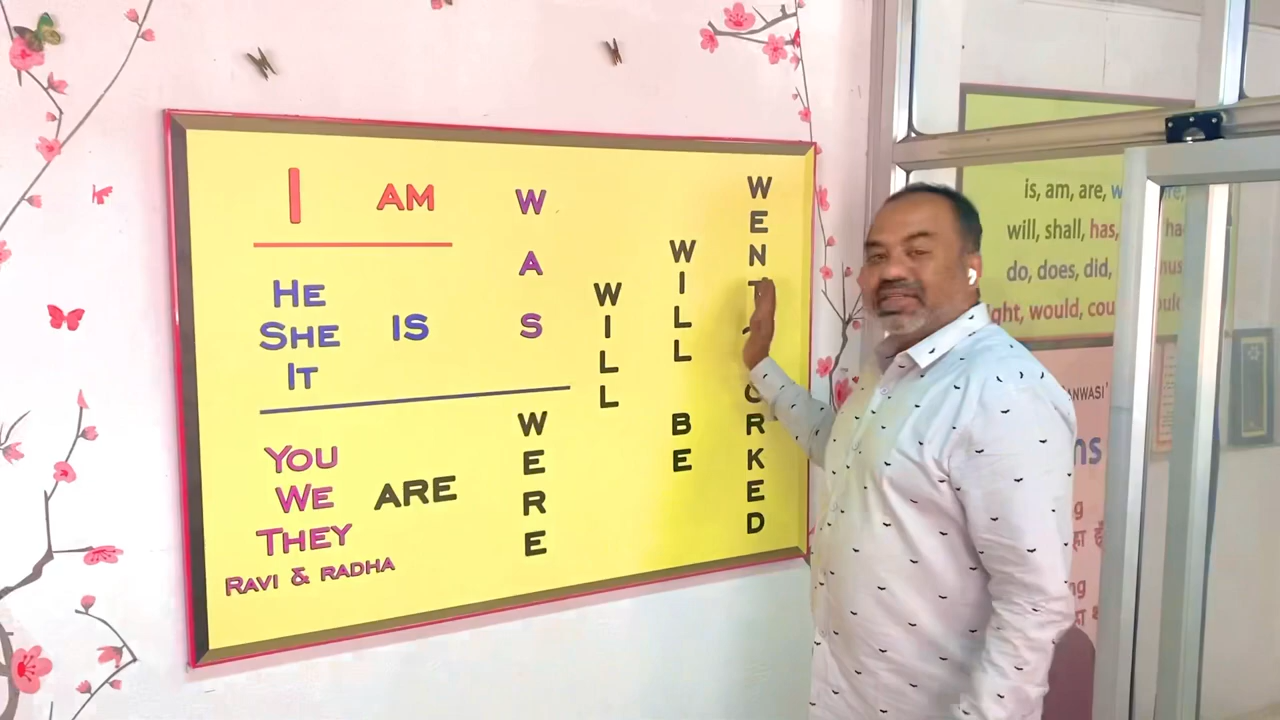 I AM
HE
SHE IS
IT
YOU
WE ARE
THEY
RAVI & RADHA
WAS
WERE
WILL
WILL BE
WENT
ORKED
is, am, are,
will, shall, has,
do, does, did,
would, cou